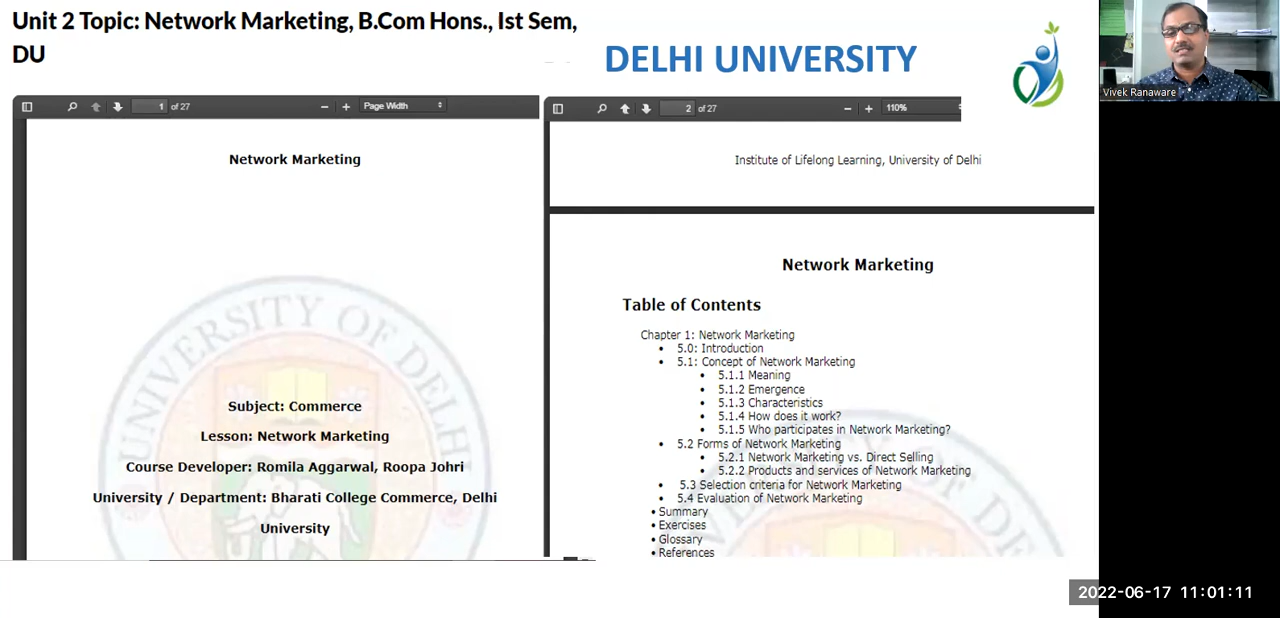 Unit 2 Topic: Network Marketing, B.Com Hons., Ist Sem,
DU
DELHI UNIVERSITY
Vivek Ranaware
1 of 27
Page Width
Network Marketing
UNIVERSITY OF DELHI
Subject: Commerce
Lesson: Network Marketing
Course Developer: Romila Aggarwal, Roopa Johri
University / Department: Bharati College Commerce, Delhi
University
2 of 27
110%
Institute of Lifelong Learning, University of Delhi
Network Marketing
Table of Contents
Chapter 1: Network Marketing
• 5.0: Introduction
• 5.1: Concept of Network Marketing
• 5.1.1 Meaning
• 5.1.2 Emergence
• 5.1.3 Characteristics
• 5.1.4 How does it work?
• 5.1.5 Who participates in Network Marketing?
• 5.2 Forms of Network Marketing
• 5.2.1 Network Marketing vs. Direct Selling
• 5.2.2 Products and services of Network Marketing
• 5.3 Selection criteria for Network Marketing
• 5.4 Evaluation of Network Marketing
• Summary
• Exercises
• Glossary
• References
2022-06-17 11:01:11